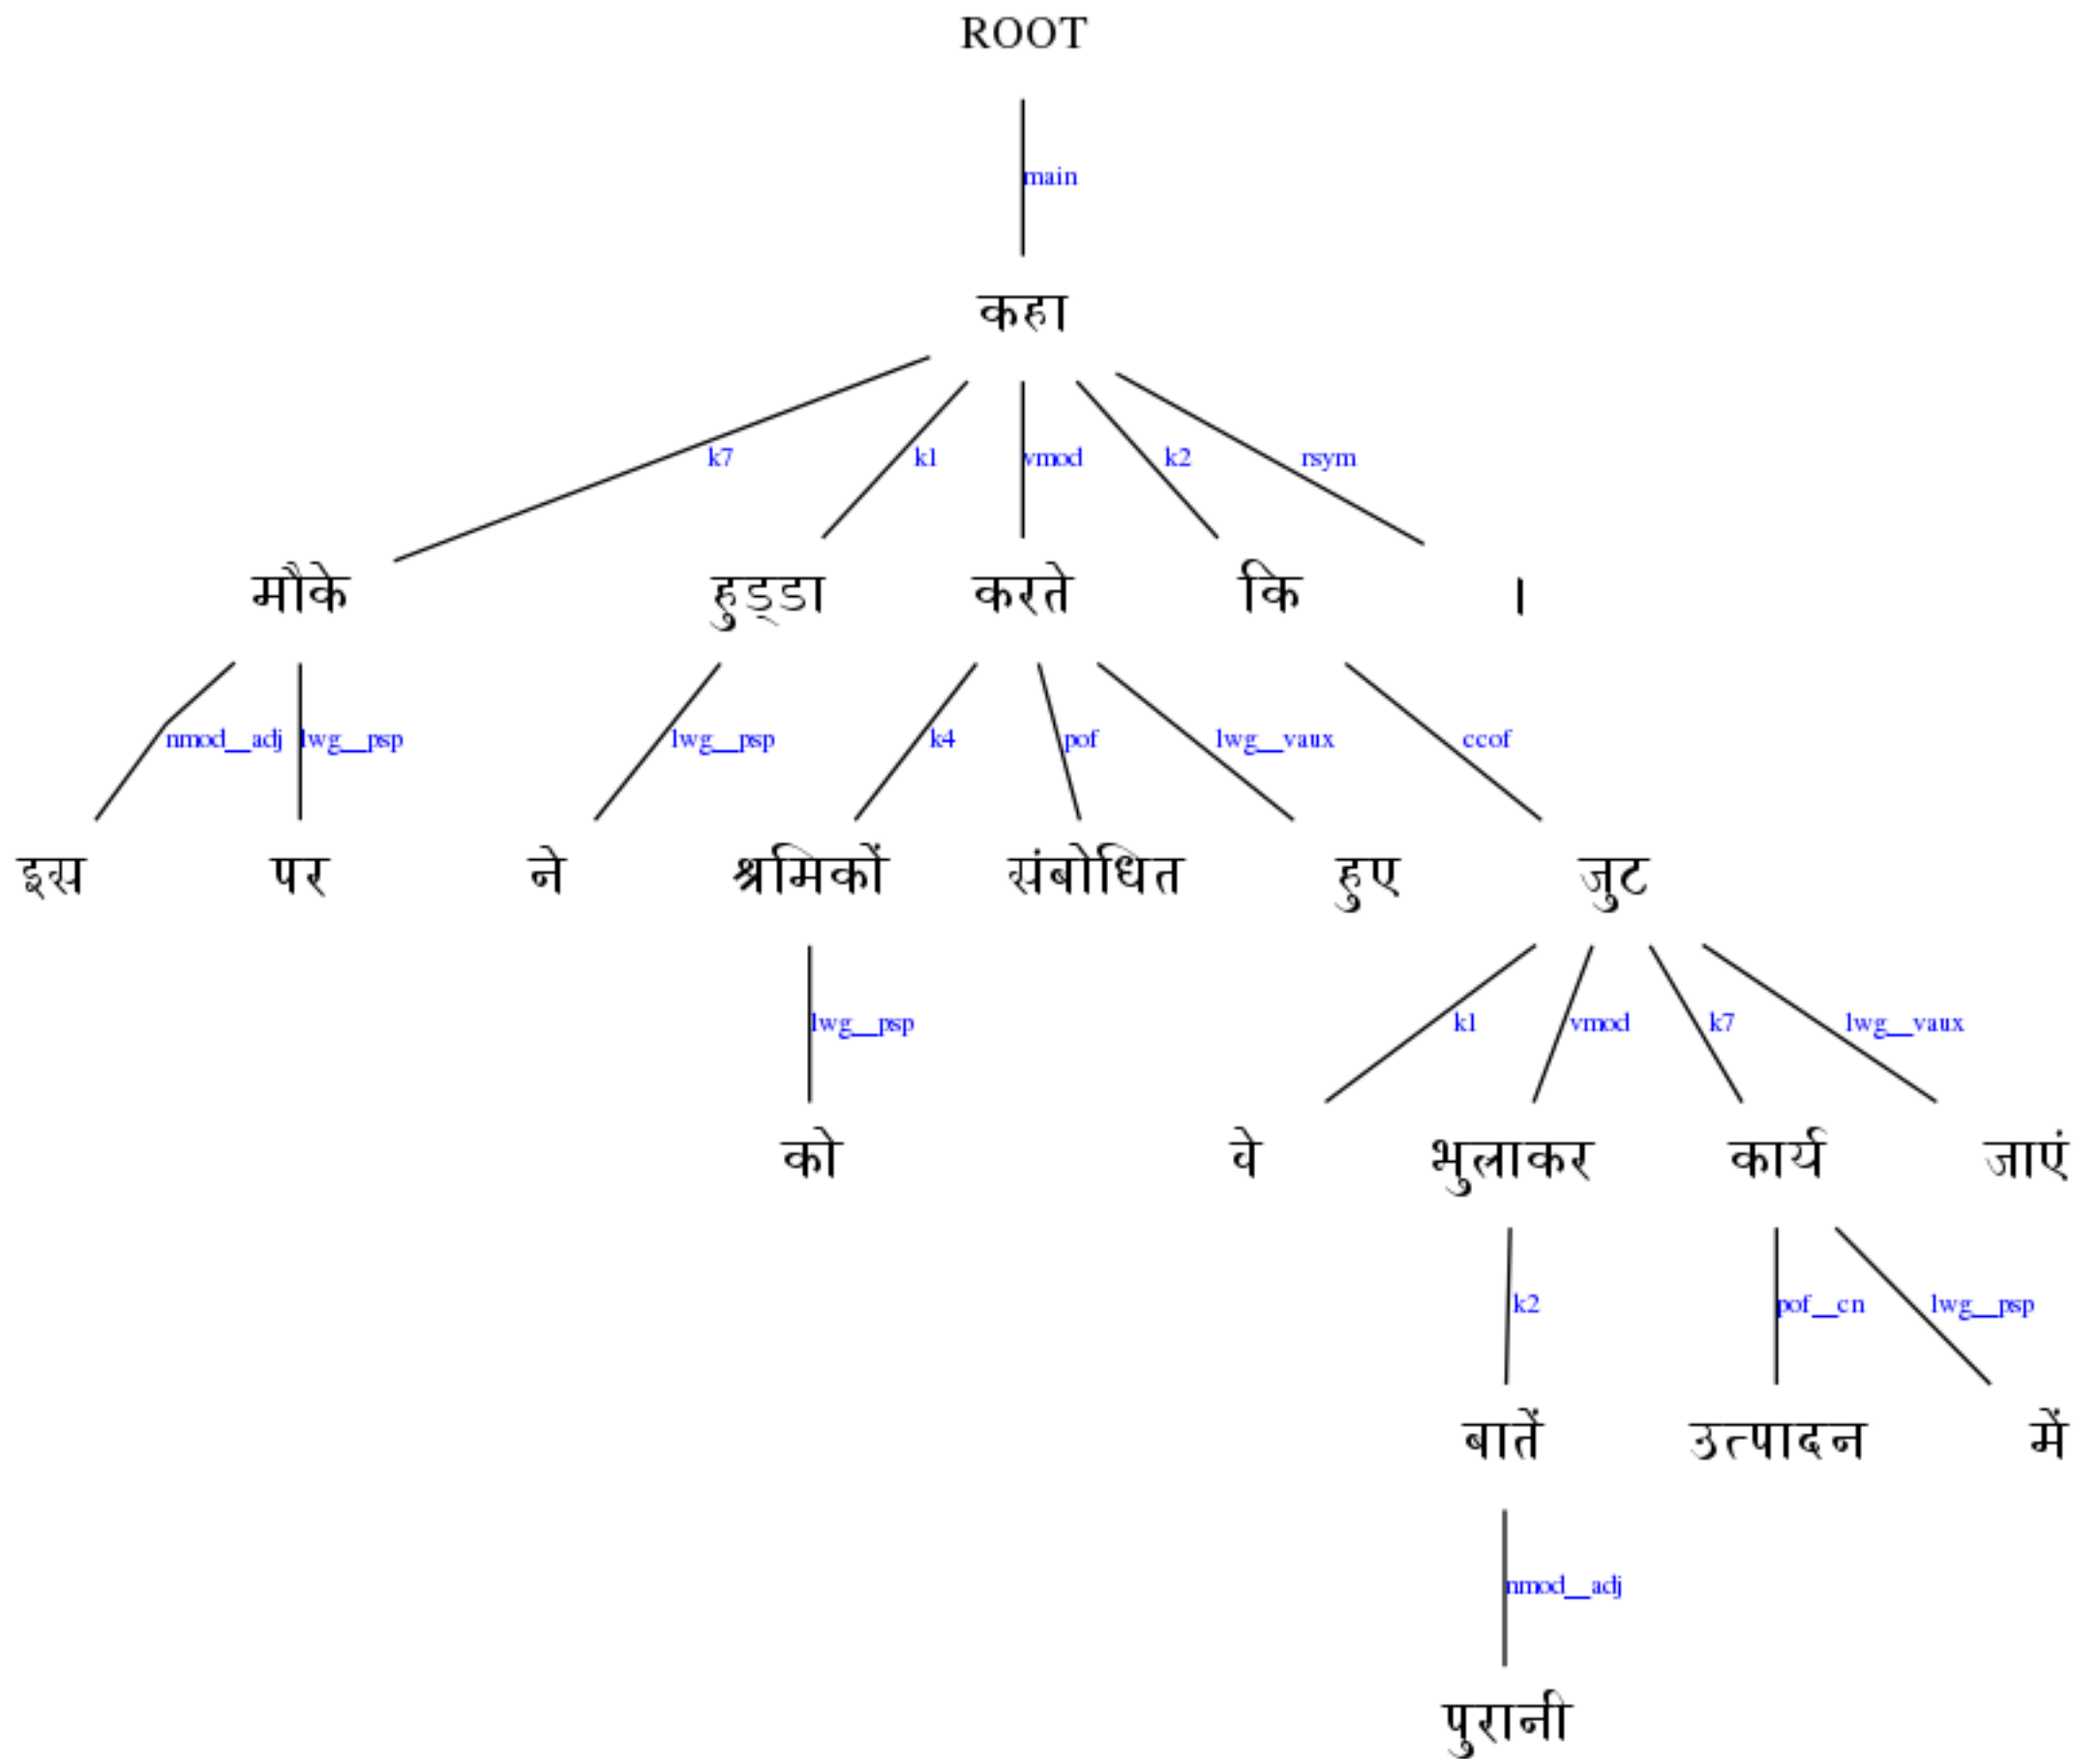 ROOT
main
कहा
k7 k1 vmod k2 rsym
मौके हुड्डा करते कि ।
nmod__adj lwg__psp lwg__psp k4 pof lwg__vaux ccof
इस पर ने श्रमिकों संबोधित हुए जुट
lwg__psp k1 vmod k7 lwg__vaux
को वे भुलाकर कार्य जाएं
k2 pof__cn lwg__psp
बातें उत्पादन में
nmod__adj
पुरानी